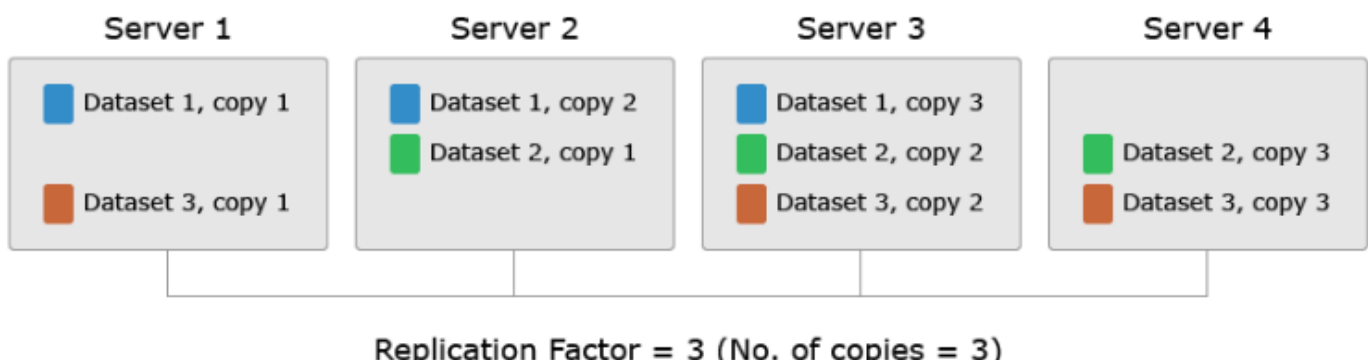 Server 1
Dataset 1, copy 1
Dataset 3, copy 1
Server 2
Dataset 1, copy 2
Dataset 2, copy 1
Server 3
Dataset 1, copy 3
Dataset 2, copy 2
Dataset 3, copy 2
Server 4
Dataset 2, copy 3
Dataset 3, copy 3
Replication Factor = 3 (No. of copies = 3)